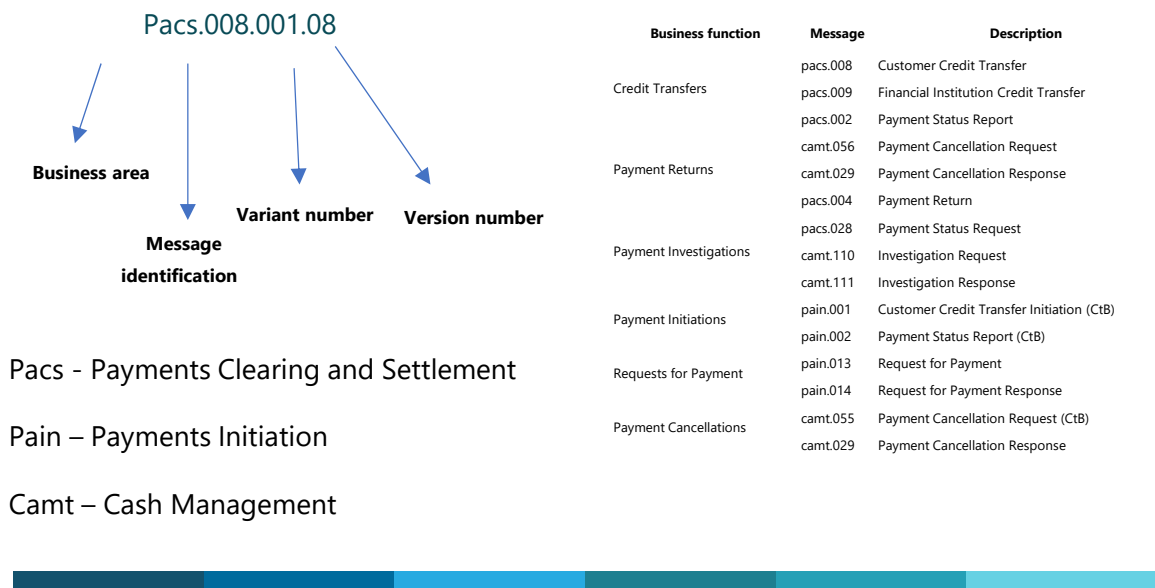 Pacs.008.001.08
Business area
Message
identification
Variant number
Version number
Pacs - Payments Clearing and Settlement
Pain – Payments Initiation
Camt – Cash Management
Business function Message Description
Credit Transfers
pacs.008 Customer Credit Transfer
pacs.009 Financial Institution Credit Transfer
pacs.002 Payment Status Report
Payment Returns
camt.056 Payment Cancellation Request
camt.029 Payment Cancellation Response
pacs.004 Payment Return
Payment Investigations
pacs.028 Payment Status Request
camt.110 Investigation Request
camt.111 Investigation Response
Payment Initiations
pain.001 Customer Credit Transfer Initiation (CtB)
pain.002 Payment Status Report (CtB)
Requests for Payment
pain.013 Request for Payment
pain.014 Request for Payment Response
Payment Cancellations
camt.055 Payment Cancellation Request (CtB)
camt.029 Payment Cancellation Response